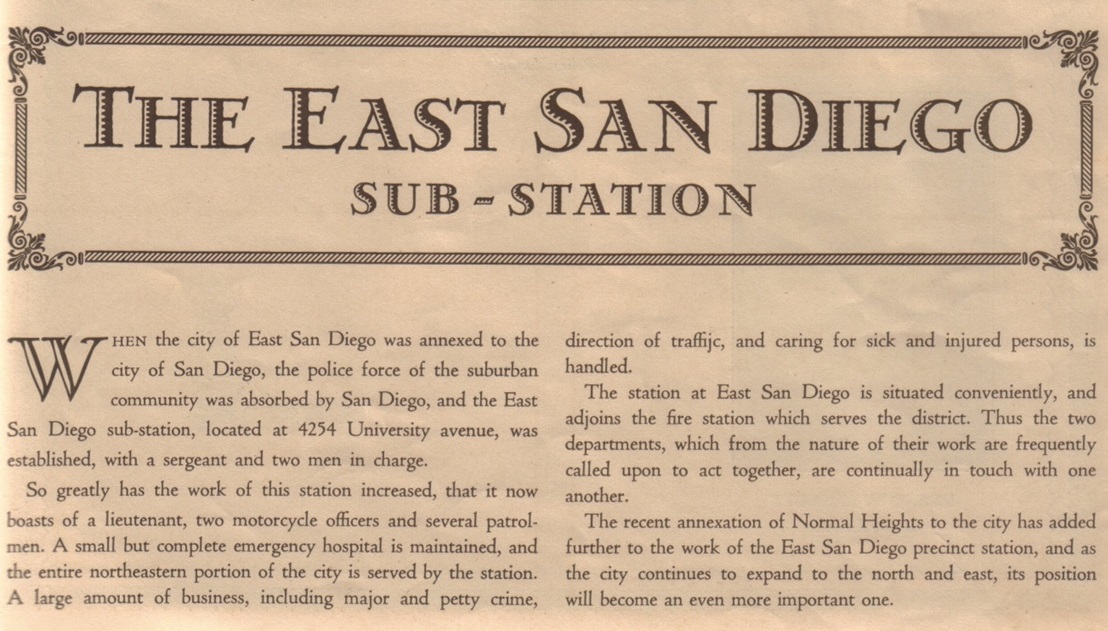 THE EAST SAN DIEGO
SUB-STATION
WHEN the city of East San Diego was annexed to the
city of San Diego, the police force of the suburban
community was absorbed by San Diego, and the East
San Diego sub-station, located at 4254 University avenue, was
established, with a sergeant and two men in charge.
So greatly has the work of this station increased, that it now
boasts of a lieutenant, two motorcycle officers and several patrol-
men. A small but complete emergency hospital is maintained, and
the entire northeastern portion of the city is served by the station.
A large amount of business, including major and petty crime,
direction of traffijc, and caring for sick and injured persons, is
handled.
The station at East San Diego is situated conveniently, and
adjoins the fire station which serves the district. Thus the two
departments, which from the nature of their work are frequently
called upon to act together, are continually in touch with one
another.
The recent annexation of Normal Heights to the city has added
further to the work of the East San Diego precinct station, and as
the city continues to expand to the north and east, its position
will become an even more important one.